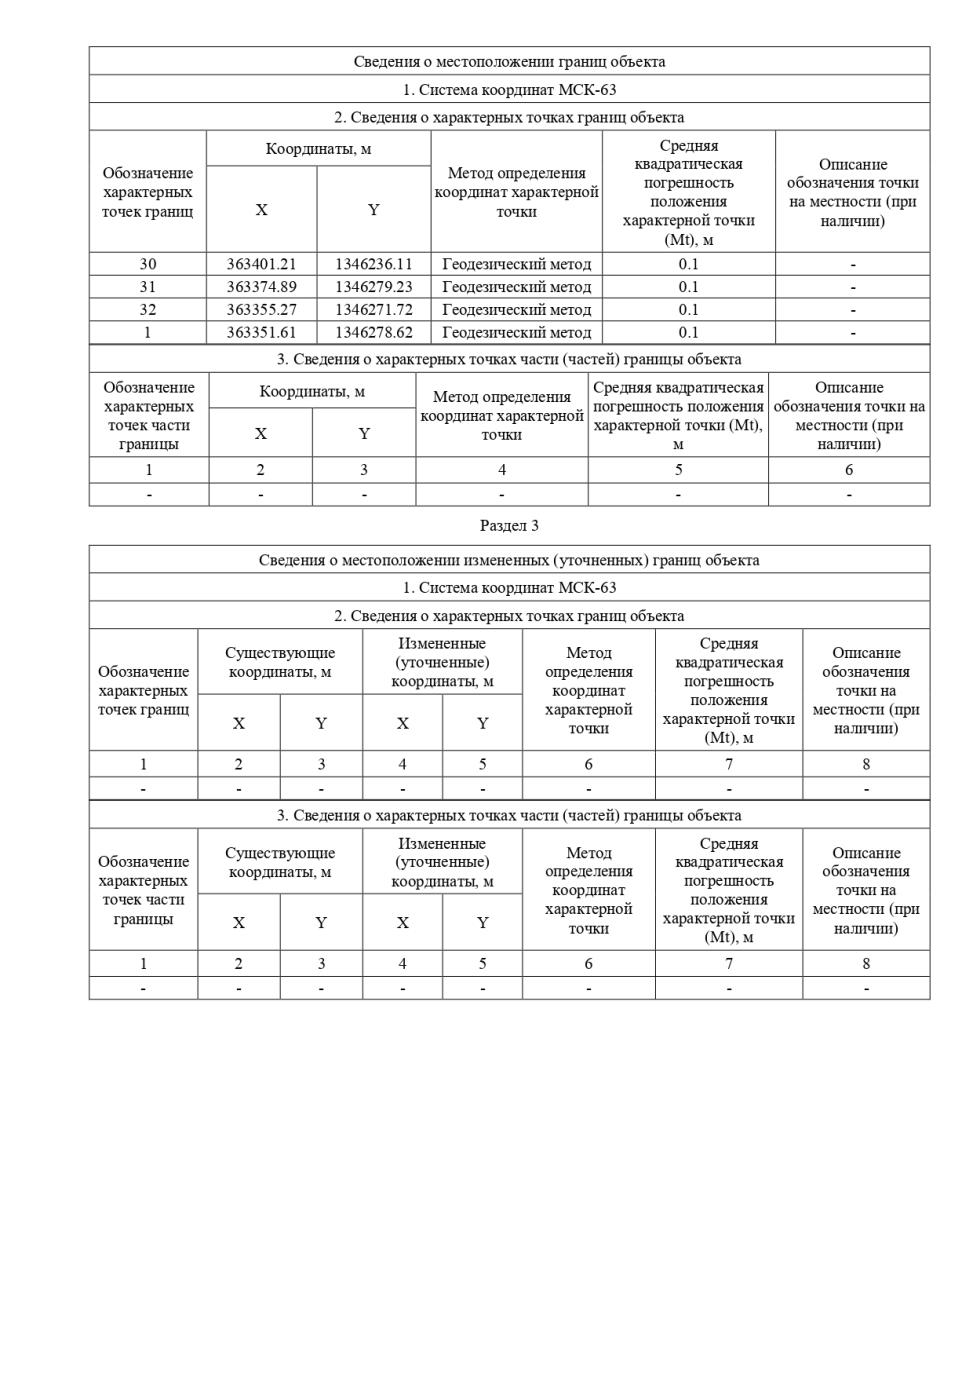 Сведения о местоположении границ объекта
1. Система координат МСК-63
2. Сведения о характерных точках границ объекта
Обозначение
характерных
точек границ
Координаты, м
X
Y
Метод определения
координат характерной
точки
Средняя
квадратическая
погрешность
положения
характерной точки
(Mt), м
Описание
обозначения точки
на местности (при
наличии)
30 363401.21 1346236.11 Геодезический метод 0.1 -
31 363374.89 1346279.23 Геодезический метод 0.1 -
32 363355.27 1346271.72 Геодезический метод 0.1 -
1 363351.61 1346278.62 Геодезический метод 0.1 -
3. Сведения о характерных точках части (частей) границы объекта
Обозначение
характерных
точек части
границы
Координаты, м
X
Y
Метод определения
координат характерной
точки
Средняя квадратическая
погрешность положения
характерной точки (Mt),
м
Описание
обозначения точки на
местности (при
наличии)
1 2 3 4 5 6
- - - - - -
Раздел 3
Сведения о местоположении измененных (уточненных) границ объекта
1. Система координат МСК-63
2. Сведения о характерных точках границ объекта
Обозначение
характерных
точек границ
Существующие
координаты, м
X
Y
Измененные
(уточненные)
координаты, м
X
Y
Метод
определения
координат
характерной
точки
Средняя
квадратическая
погрешность
положения
характерной точки
(Mt), м
Описание
обозначения
точки на
местности (при
наличии)
1 2 3 4 5 6 7 8
- - - - - - - -
3. Сведения о характерных точках части (частей) границы объекта
Обозначение
характерных
точек части
границы
Существующие
координаты, м
X
Y
Измененные
(уточненные)
координаты, м
X
Y
Метод
определения
координат
характерной
точки
Средняя
квадратическая
погрешность
положения
характерной точки
(Mt), м
Описание
обозначения
точки на
местности (при
наличии)
1 2 3 4 5 6 7 8
- - - - - - - -